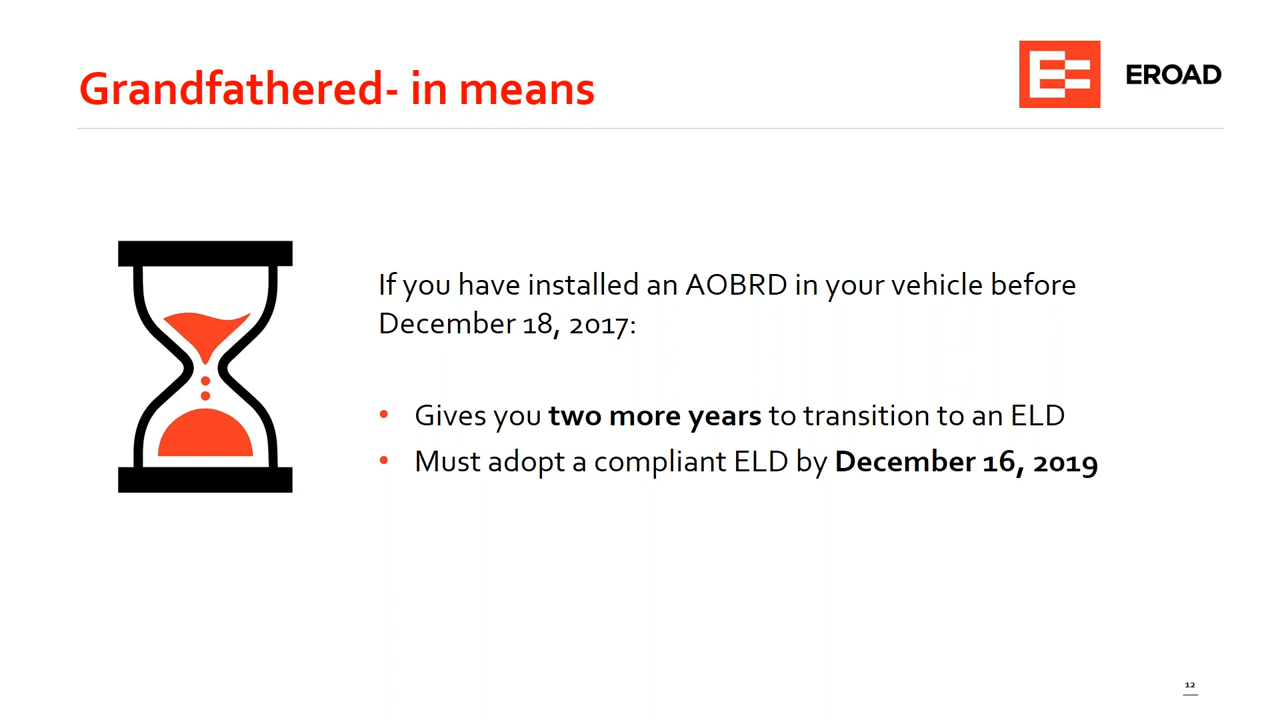 Grandfathered- in means
EROAD
If you have installed an AOBRD in your vehicle before
December 18, 2017:
• Gives you two more years to transition to an ELD
• Must adopt a compliant ELD by December 16, 2019
12